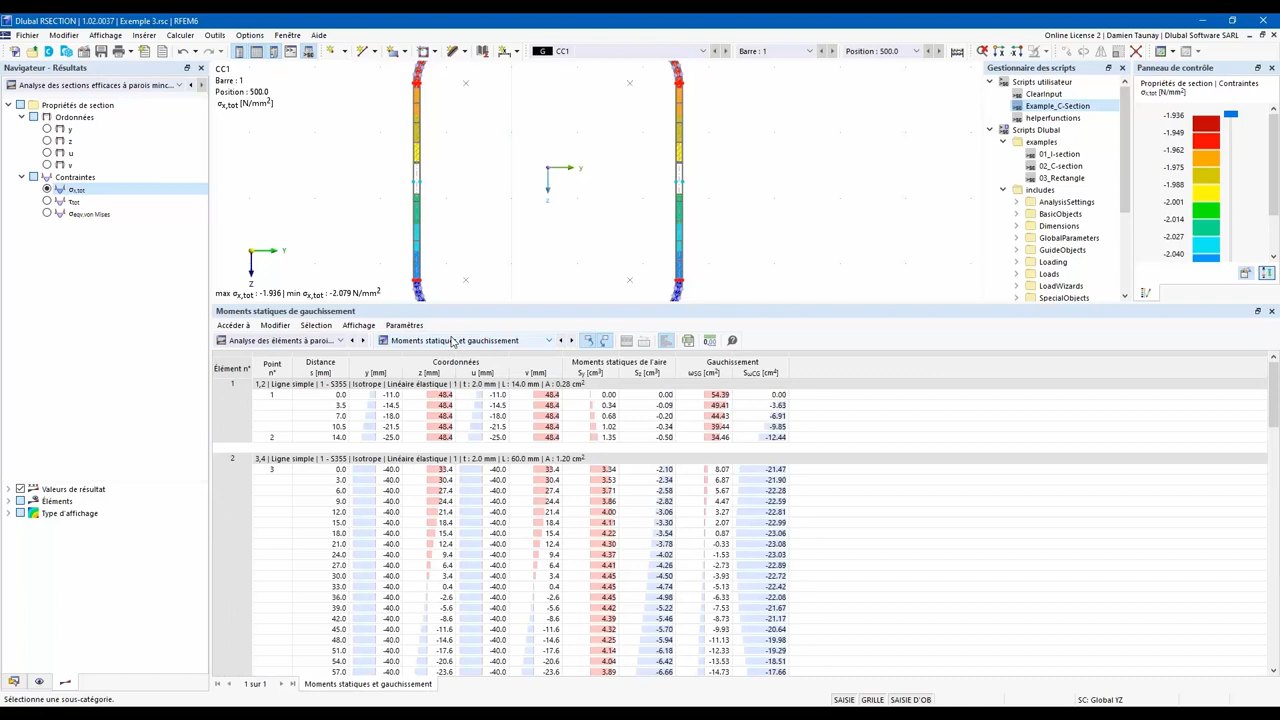 Dlubal RSECTION | 1.02.0037 | Exemple 3.rsc | RFEM6
Fichier Modifier Affichage Insérer Calculer Outils Options Fenêtre Aide
Online License 2 | Damien Taunay | Dlubal Software SARL
G CC1 Barre : 1 Position : 500.0
Navigateur - Résultats
Analyse des sections efficaces à parois minc...
Propriétés de section
Ordonnées
y
z
u
v
Contraintes
σx,tot
τtot
σeqv,von Mises
Valeurs de résultat
Éléments
Type d'affichage
CC1
Barre : 1
Position : 500.0
σx,tot [N/mm2]
y
z
Y
Z
max σx,tot : -1.936 | min σx,tot : -2.079 N/mm2
Gestionnaire des scripts
Scripts utilisateur
ClearInput
Example_C-Section
helperfunctions
Scripts Dlubal
examples
01_I-section
02_C-section
03_Rectangle
includes
AnalysisSettings
BasicObjects
Dimensions
GlobalParameters
GuideObjects
Loading
Loads
LoadWizards
SpecialObjects
Panneau de contrôle
Propriétés de section | Contraintes
σx,tot [N/mm2]
-1.936
-1.949
-1.962
-1.975
-1.988
-2.001
-2.014
-2.027
-2.040
Moments statiques de gauchissement
Accéder à Modifier Sélection Affichage Paramètres
Analyse des éléments à paroi... Moments statiques et gauchissement
Élément n° Point n° Distance s [mm] Coordonnées y [mm] z [mm] u [mm] v [mm] Moments statiques de l'aire Sy [cm3] Sz [cm3] Gauchissement ωSG [cm2] SωCG [cm4]
1 1,2 | Ligne simple | 1 - S355 | Isotrope | Linéaire élastique | 1 | t : 2.0 mm | L : 14.0 mm | A : 0.28 cm2
1 0.0 -11.0 48.4 -11.0 48.4 0.00 0.00 54.39 0.00
3.5 -14.5 48.4 -14.5 48.4 0.34 -0.09 49.41 -3.63
7.0 -18.0 48.4 -18.0 48.4 0.68 -0.20 44.43 -6.91
10.5 -21.5 48.4 -21.5 48.4 1.02 -0.34 39.44 -9.85
2 14.0 -25.0 48.4 -25.0 48.4 1.35 -0.50 34.46 -12.44
2 3,4 | Ligne simple | 1 - S355 | Isotrope | Linéaire élastique | 1 | t : 2.0 mm | L : 60.0 mm | A : 1.20 cm2
3 0.0 -40.0 33.4 -40.0 33.4 3.34 -2.10 8.07 -21.47
3.0 -40.0 30.4 -40.0 30.4 3.53 -2.34 6.87 -21.90
6.0 -40.0 27.4 -40.0 27.4 3.71 -2.58 5.67 -22.28
9.0 -40.0 24.4 -40.0 24.4 3.86 -2.82 4.47 -22.59
12.0 -40.0 21.4 -40.0 21.4 4.00 -3.06 3.27 -22.81
15.0 -40.0 18.4 -40.0 18.4 4.11 -3.30 2.07 -22.99
18.0 -40.0 15.4 -40.0 15.4 4.22 -3.54 0.87 -23.06
21.0 -40.0 12.4 -40.0 12.4 4.30 -3.78 -0.33 -23.08
24.0 -40.0 9.4 -40.0 9.4 4.37 -4.02 -1.53 -23.03
27.0 -40.0 6.4 -40.0 6.4 4.41 -4.26 -2.73 -22.89
30.0 -40.0 3.4 -40.0 3.4 4.45 -4.50 -3.93 -22.72
33.0 -40.0 0.4 -40.0 0.4 4.45 -4.74 -5.13 -22.42
36.0 -40.0 -2.6 -40.0 -2.6 4.45 -4.98 -6.33 -22.08
39.0 -40.0 -5.6 -40.0 -5.6 4.42 -5.22 -7.53 -21.67
42.0 -40.0 -8.6 -40.0 -8.6 4.39 -5.46 -8.73 -21.17
45.0 -40.0 -11.6 -40.0 -11.6 4.32 -5.70 -9.93 -20.64
48.0 -40.0 -14.6 -40.0 -14.6 4.25 -5.94 -11.13 -19.98
51.0 -40.0 -17.6 -40.0 -17.6 4.14 -6.18 -12.33 -19.29
54.0 -40.0 -20.6 -40.0 -20.6 4.04 -6.42 -13.53 -18.51
57.0 -40.0 -23.6 -40.0 -23.6 3.89 -6.66 -14.73 -17.66
1 sur 1 Moments statiques et gauchissement
Sélectionne une sous-catégorie.
SAISIE GRILLE SAISIE D'OB SC: Global YZ